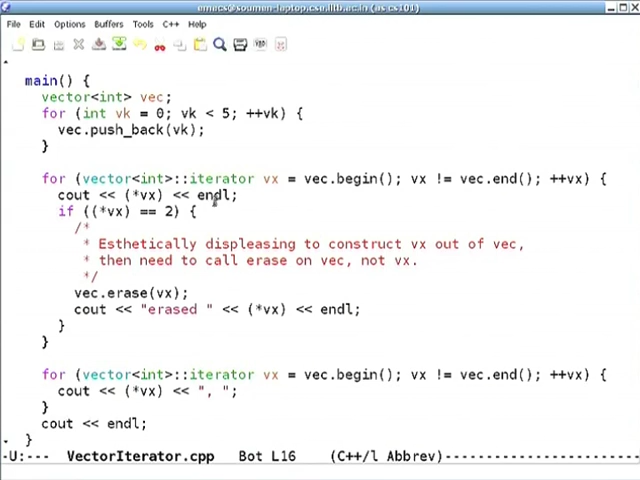 emacs@soumen-laptop.cse.iitb.ac.in (as cs101)
File Edit Options Buffers Tools C++ Help
main() {
vector<int> vec;
for (int vk = 0; vk < 5; ++vk) {
vec.push_back(vk);
}
for (vector<int>::iterator vx = vec.begin(); vx != vec.end(); ++vx) {
cout << (*vx) << endl;
if ((*vx) == 2) {
/*
* Esthetically displeasing to construct vx out of vec,
* then need to call erase on vec, not vx.
*/
vec.erase(vx);
cout << "erased " << (*vx) << endl;
}
}
for (vector<int>::iterator vx = vec.begin(); vx != vec.end(); ++vx) {
cout << (*vx) << ", ";
}
cout << endl;
}
-U:--- VectorIterator.cpp Bot L16 (C++/l Abbrev)------------------------